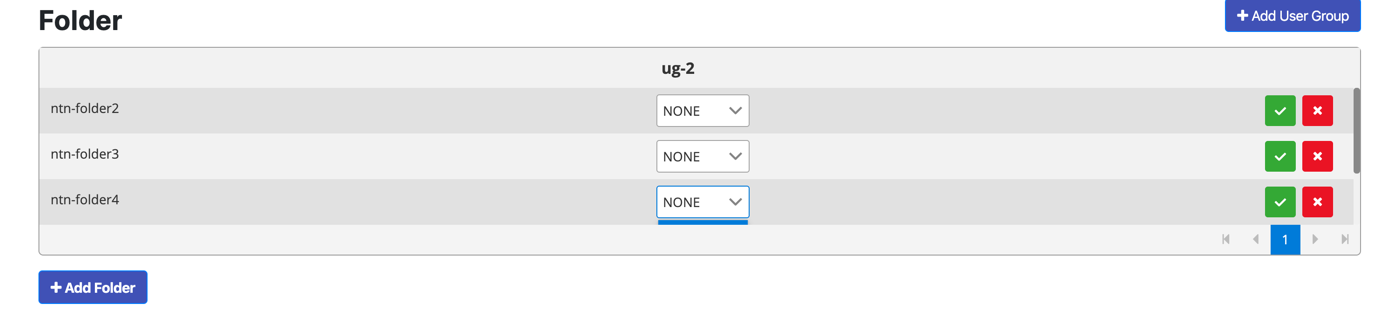 Folder
Add User Group
ug-2
ntn-folder2 NONE
ntn-folder3 NONE
ntn-folder4 NONE
1
Add Folder